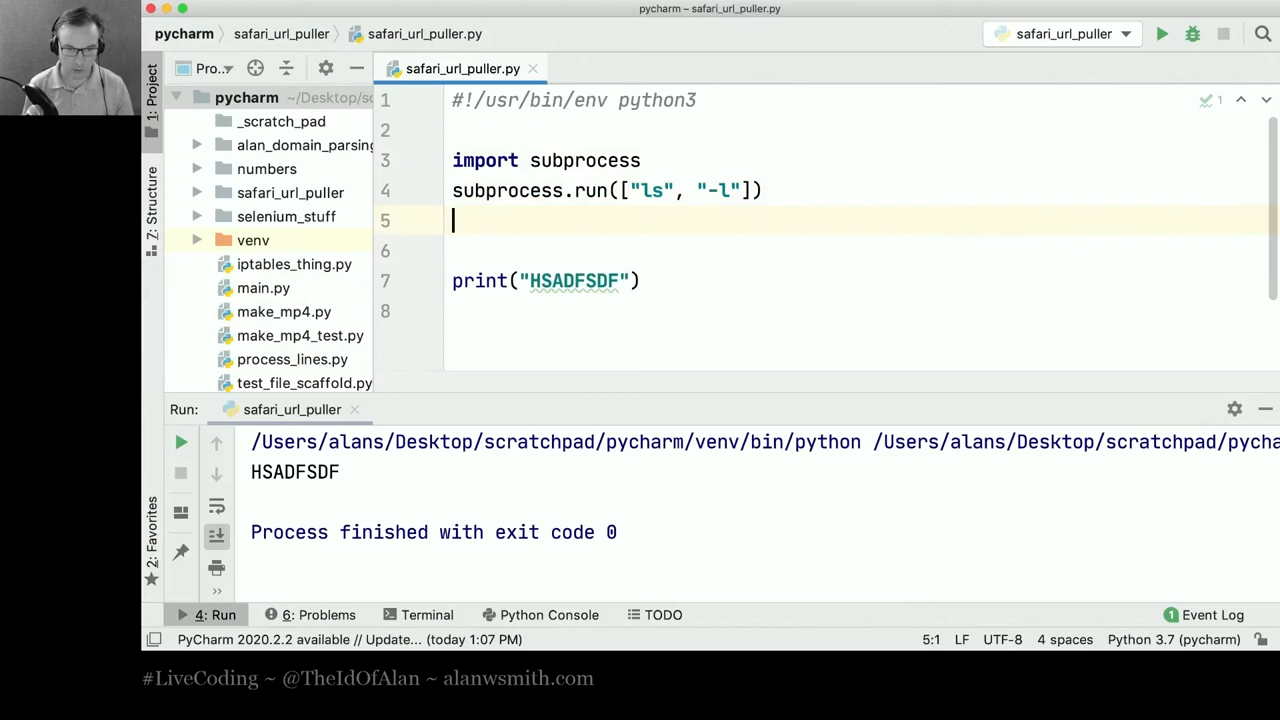 pycharm – safari_url_puller.py
pycharm
safari_url_puller
safari_url_puller.py
safari_url_puller
1: Project
Pro..
safari_url_puller.py
pycharm ~/Desktop/sc
_scratch_pad
alan_domain_parsing
numbers
safari_url_puller
selenium_stuff
venv
iptables_thing.py
main.py
make_mp4.py
make_mp4_test.py
process_lines.py
test_file_scaffold.py
7: Structure
1 #!/usr/bin/env python3
1
2
3 import subprocess
4 subprocess.run(["ls", "-l"])
5
6
7 print("HSADFSDF")
8
Run:
safari_url_puller
/Users/alans/Desktop/scratchpad/pycharm/venv/bin/python /Users/alans/Desktop/scratchpad/pycha
HSADFSDF
Process finished with exit code 0
2: Favorites
>>
4: Run
6: Problems
Terminal
Python Console
TODO
1 Event Log
PyCharm 2020.2.2 available // Update... (today 1:07 PM)
5:1
LF
UTF-8
4 spaces
Python 3.7 (pycharm)
#LiveCoding ~ @TheIdOfAlan ~ alanwsmith.com